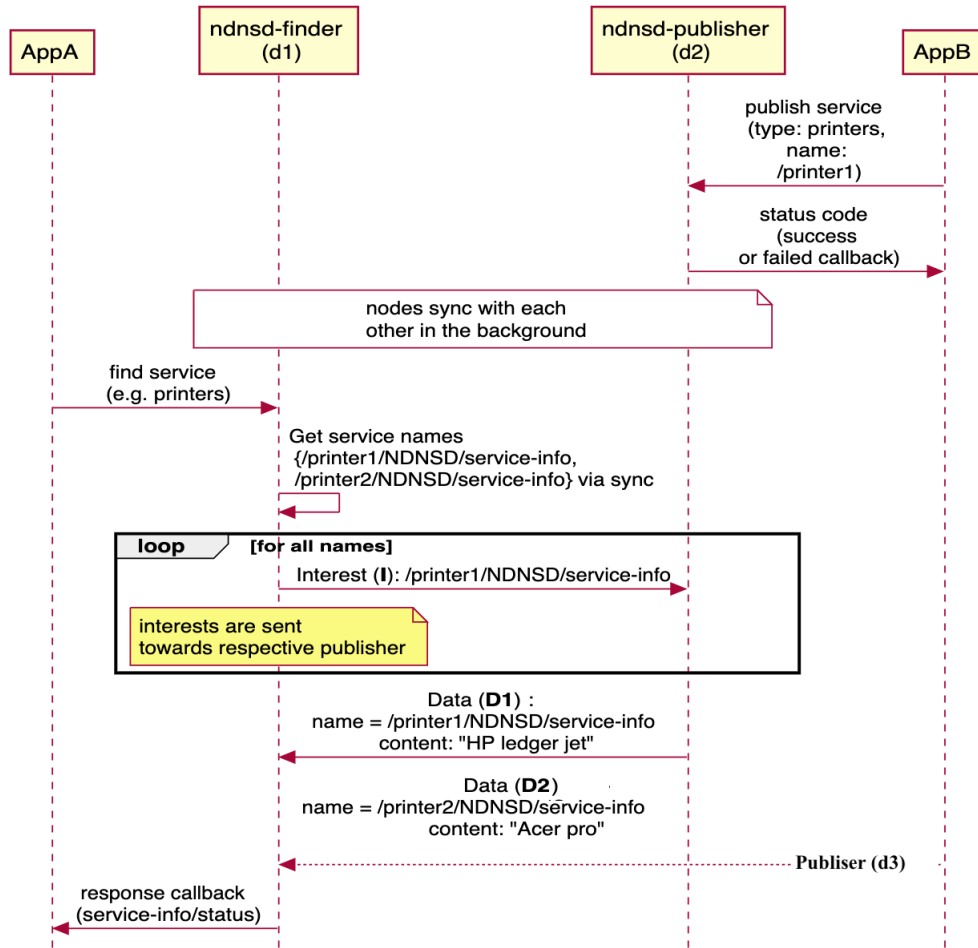 AppA
ndnsd-finder
(d1)
ndnsd-publisher
(d2)
AppB
publish service
(type: printers,
name:
/printer1)
status code
(success
or failed callback)
nodes sync with each
other in the background
find service
(e.g. printers)
Get service names
{/printer1/NDNSD/service-info,
/printer2/NDNSD/service-info} via sync
loop [for all names]
Interest (I): /printer1/NDNSD/service-info
interests are sent
towards respective publisher
Data (D1) :
name = /printer1/NDNSD/service-info
content: "HP ledger jet"
Data (D2)
name = /printer2/NDNSD/service-info
content: "Acer pro"
Publiser (d3)
response callback
(service-info/status)